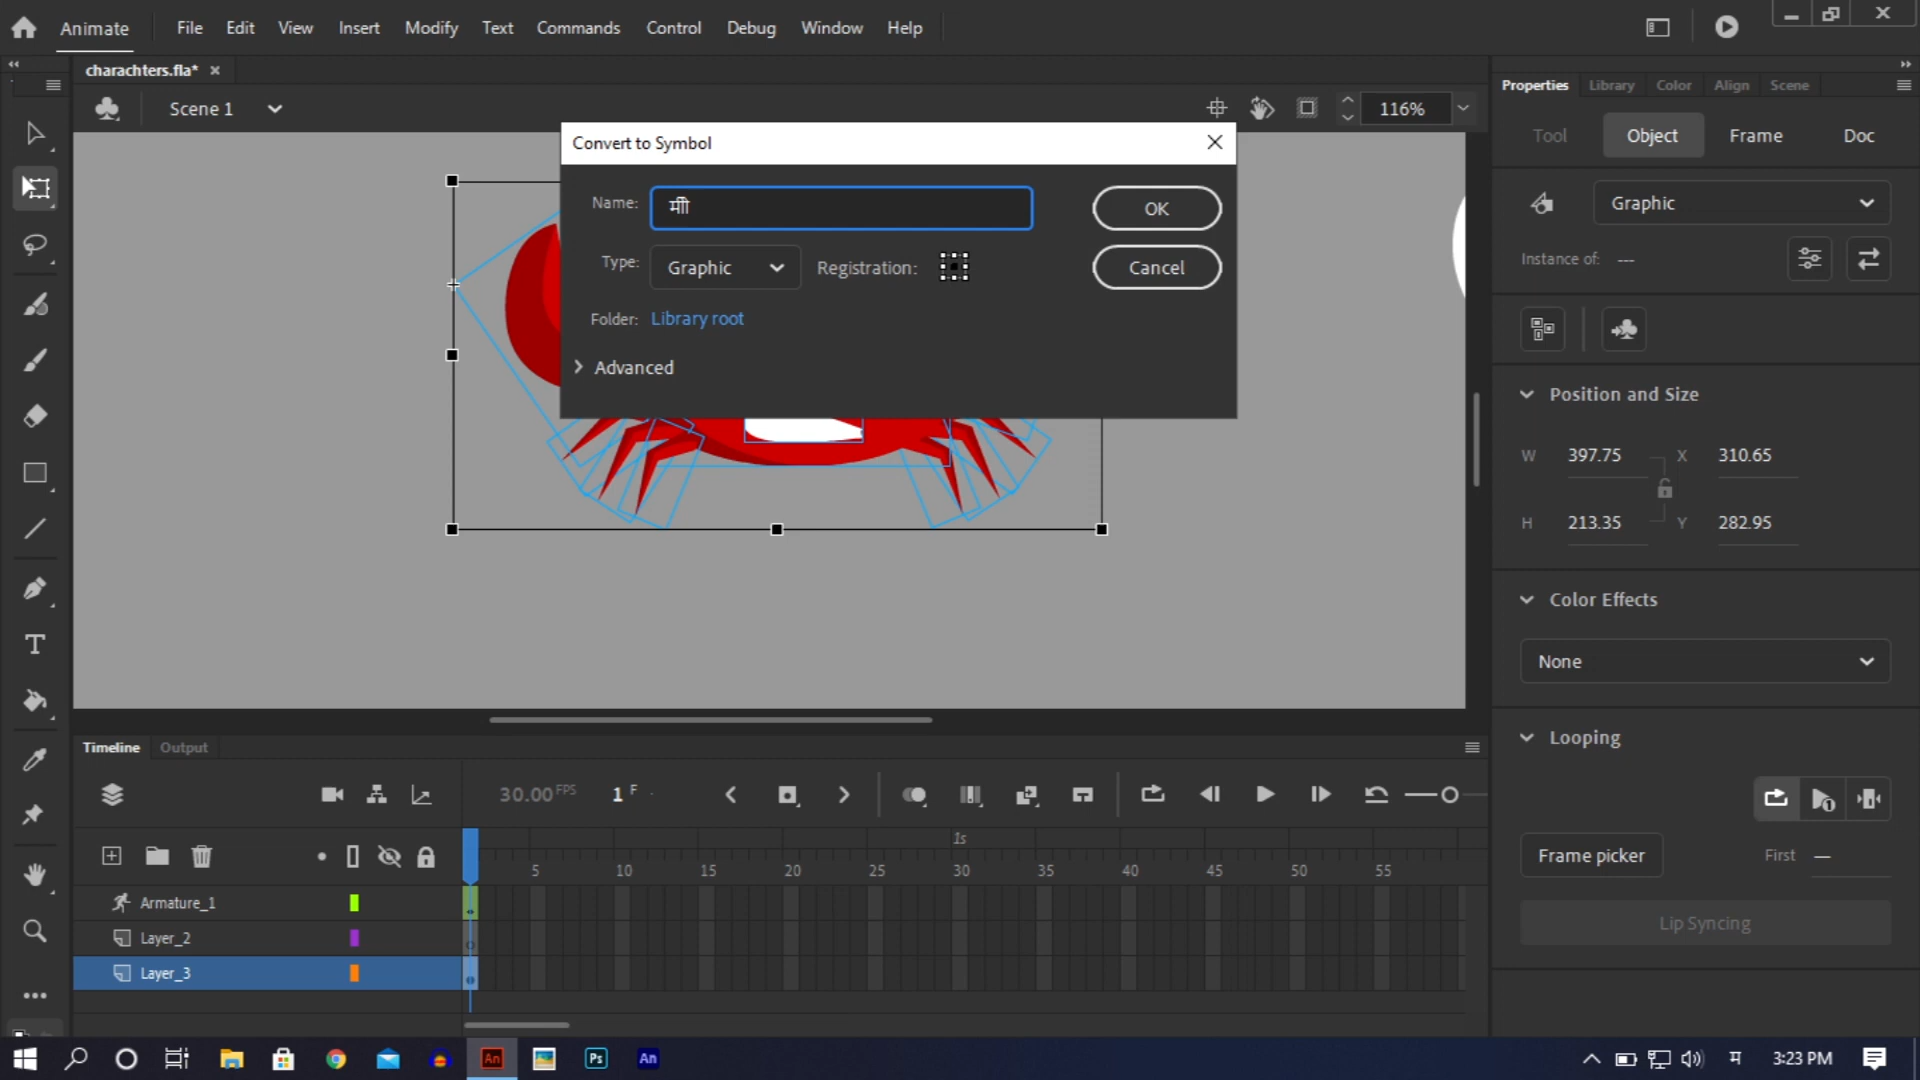 Animate File Edit View Insert Modify Text Commands Control Debug Window Help
charachters.fla*
Scene 1
116%
Properties Library Color Align Scene
Tool Object Frame Doc
Convert to Symbol
Name:
OK
Type: Graphic Registration:
Cancel
Folder: Library root
Advanced
Graphic
Instance of: ---
Position and Size
W 397.75 X 310.65
H 213.35 Y 282.95
Color Effects
None
Looping
Frame picker First —
Lip Syncing
Timeline Output
30.00 FPS 1 F
1s
5 10 15 20 25 30 35 40 45 50 55
Armature_1
Layer_2
Layer_3
An Ps An म 3:23 PM